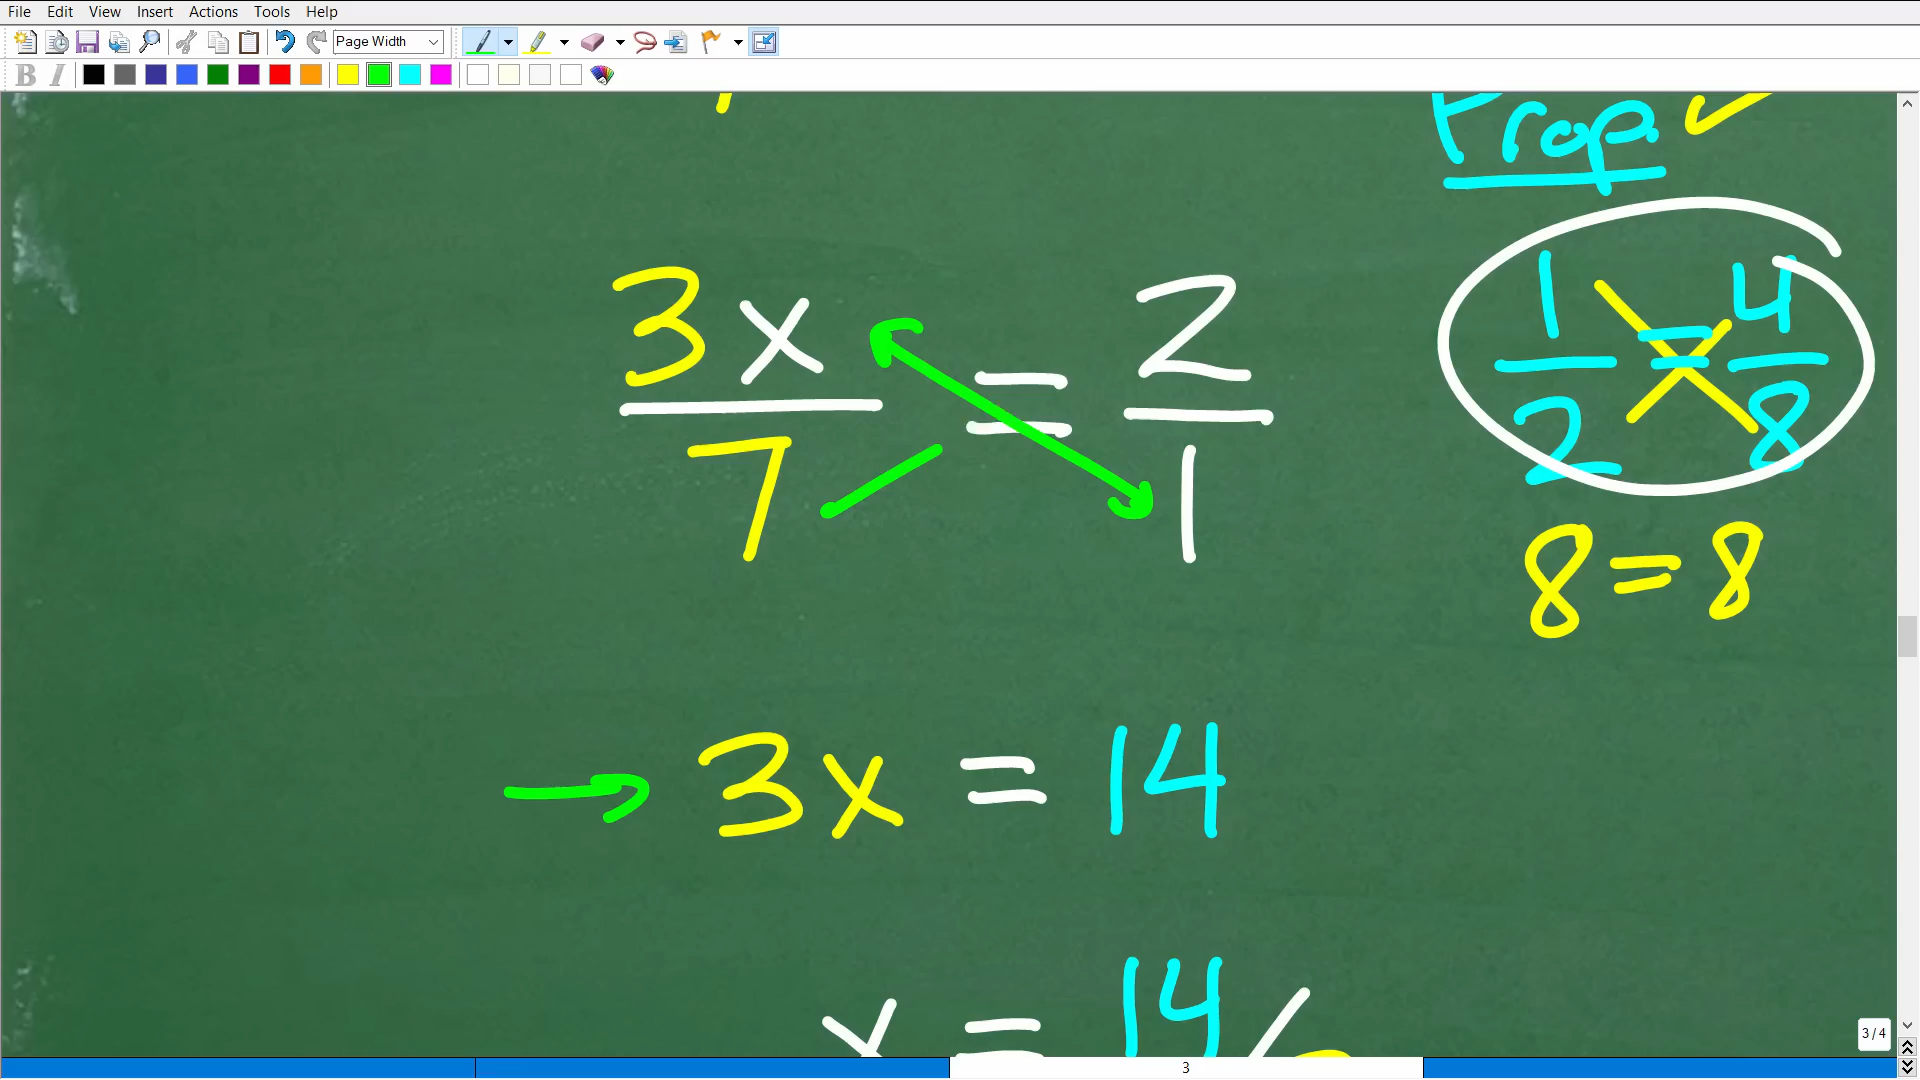 File Edit View Insert Actions Tools Help
Page Width
B I
Prop. ✓
3x/7 = 2/1
1/2 = 4/8
8 = 8
→ 3x = 14
x = 14/
3 / 4
3